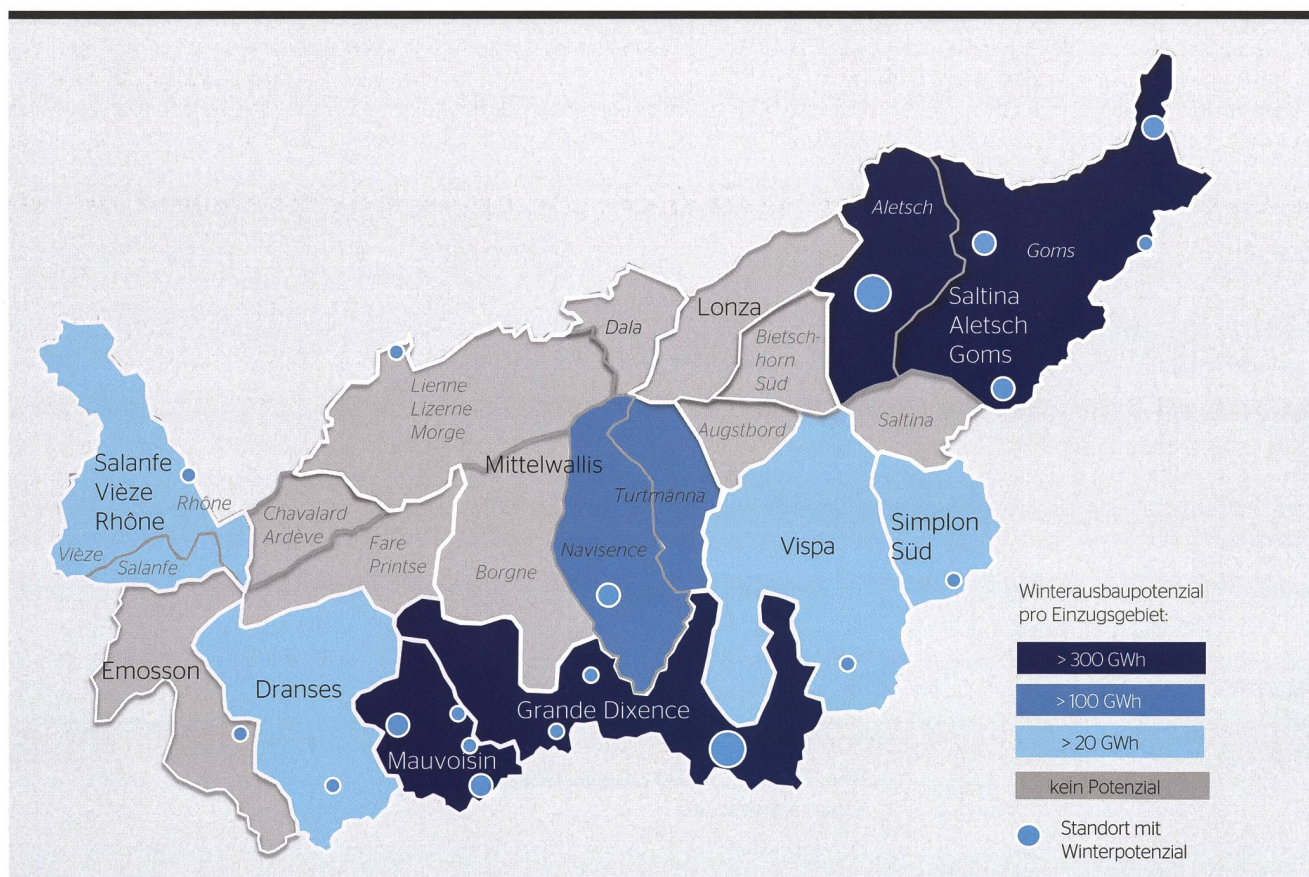 Aletsch
Goms
Saltina
Aletsch
Goms
Lonza
Dala
Bietsch-
horn
Süd
Lienne
Lizerne
Morge
Augstbord
Saltina
Salanfe
Vièze
Rhône
Rhône
Mittelwallis
Turtmänna
Chavalard
Ardève
Fare
Printse
Vièze
Salanfe
Borgne
Navisence
Vispa
Simplon
Süd
Emosson
Dranses
Grande Dixence
Mauvoisin
Winterausbaupotenzial
pro Einzugsgebiet:
> 300 GWh
> 100 GWh
> 20 GWh
kein Potenzial
Standort mit
Winterpotenzial